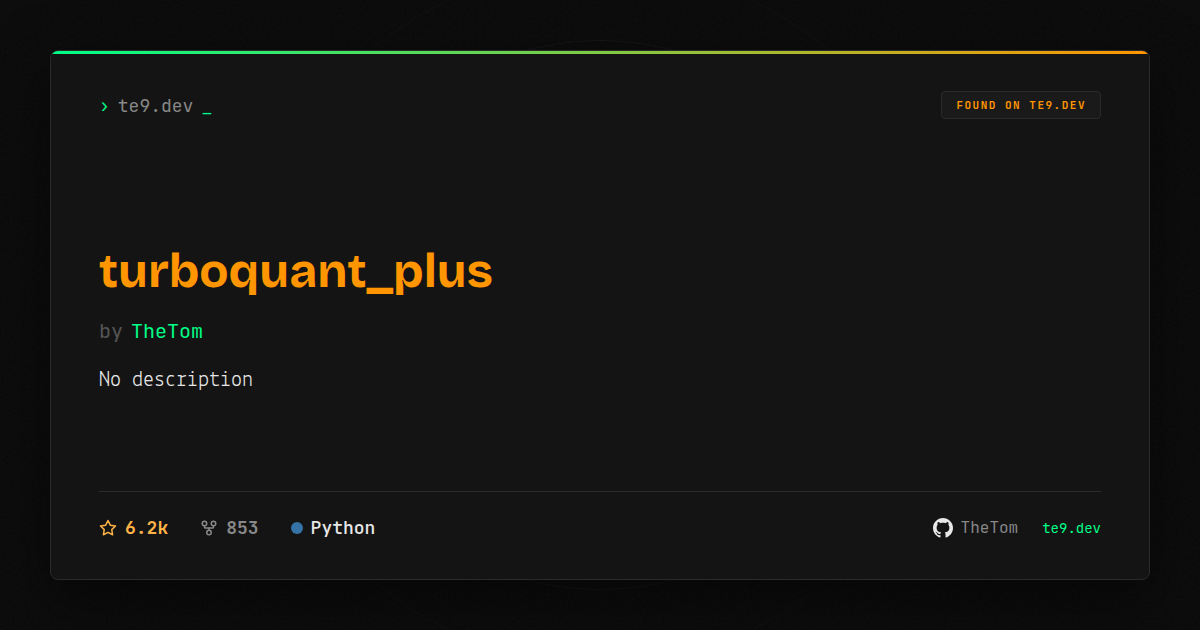 › te9.dev _
FOUND ON TE9.DEV
turboquant_plus
by TheTom
No description
6.2k 853 Python
TheTom te9.dev